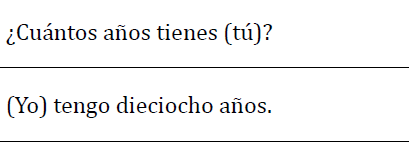 ¿Cuántos años tienes (tú)?
(Yo) tengo dieciocho años.